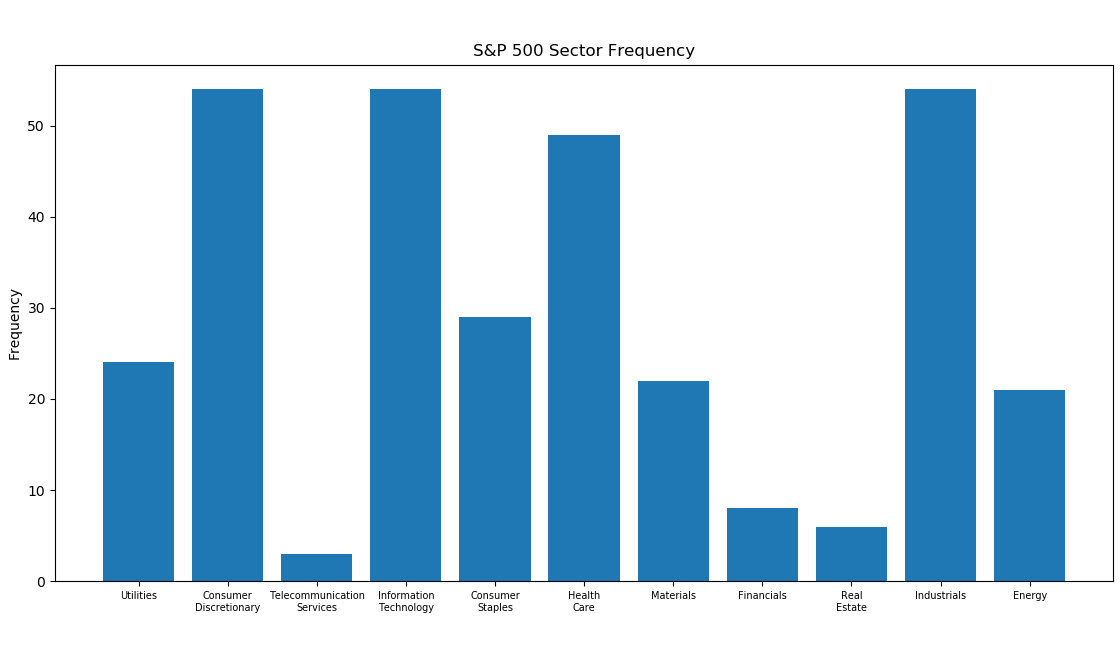 S&P 500 Sector Frequency
Frequency
50
40
30
20
10
0
Utilities
Consumer
Discretionary
Telecommunication
Services
Information
Technology
Consumer
Staples
Health
Care
Materials
Financials
Real
Estate
Industrials
Energy